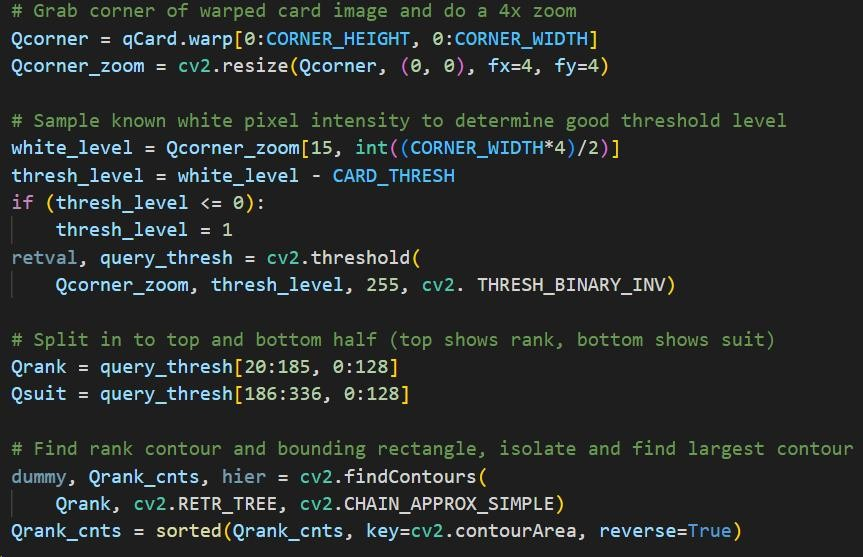 # Grab corner of warped card image and do a 4x zoom
Qcorner = qCard.warp[0:CORNER_HEIGHT, 0:CORNER_WIDTH]
Qcorner_zoom = cv2.resize(Qcorner, (0, 0), fx=4, fy=4)
# Sample known white pixel intensity to determine good threshold level
white_level = Qcorner_zoom[15, int((CORNER_WIDTH*4)/2)]
thresh_level = white_level - CARD_THRESH
if (thresh_level <= 0):
    thresh_level = 1
retval, query_thresh = cv2.threshold(
    Qcorner_zoom, thresh_level, 255, cv2. THRESH_BINARY_INV)
# Split in to top and bottom half (top shows rank, bottom shows suit)
Qrank = query_thresh[20:185, 0:128]
Qsuit = query_thresh[186:336, 0:128]
# Find rank contour and bounding rectangle, isolate and find largest contour
dummy, Qrank_cnts, hier = cv2.findContours(
    Qrank, cv2.RETR_TREE, cv2.CHAIN_APPROX_SIMPLE)
Qrank_cnts = sorted(Qrank_cnts, key=cv2.contourArea, reverse=True)